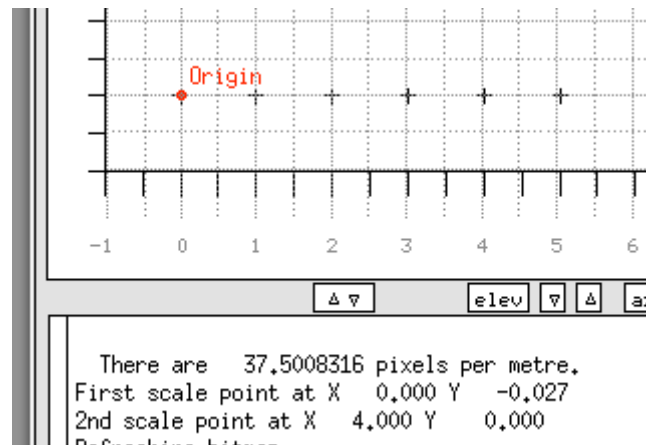 Origin
-1 0 1 2 3 4 5 6
elev
There are 37.5008316 pixels per metre.
First scale point at X 0.000 Y -0.027
2nd scale point at X 4.000 Y 0.000